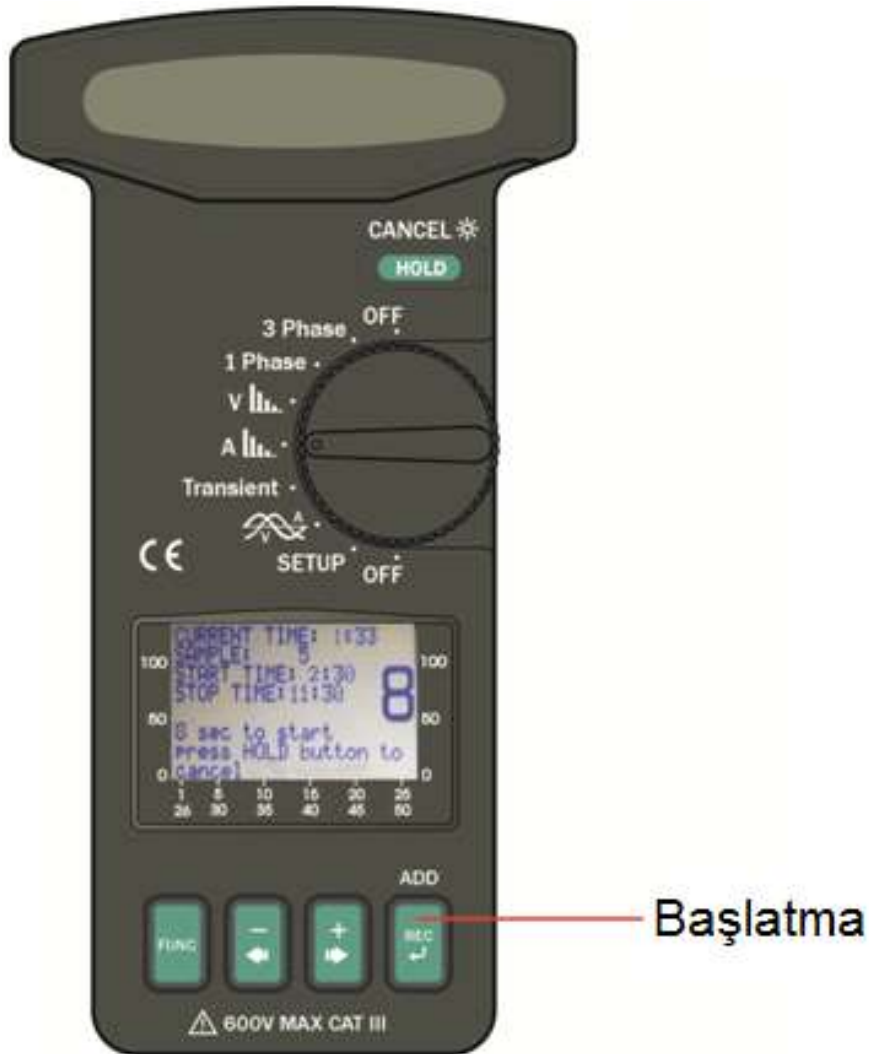 CANCEL
HOLD
OFF
3 Phase
1 Phase
V
A
Transient
A
V
SETUP
OFF
CE
CURRENT TIME: 1:33
SAMPLE: 5
START TIME: 2:30
STOP TIME:11:30
8
8 sec to start
Press HOLD button to
cancel
100
50
0
100
50
0
1 5 10 15 20 25
26 30 35 40 45 50
ADD
FUNC
-
+
REC
Başlatma
600V MAX CAT III